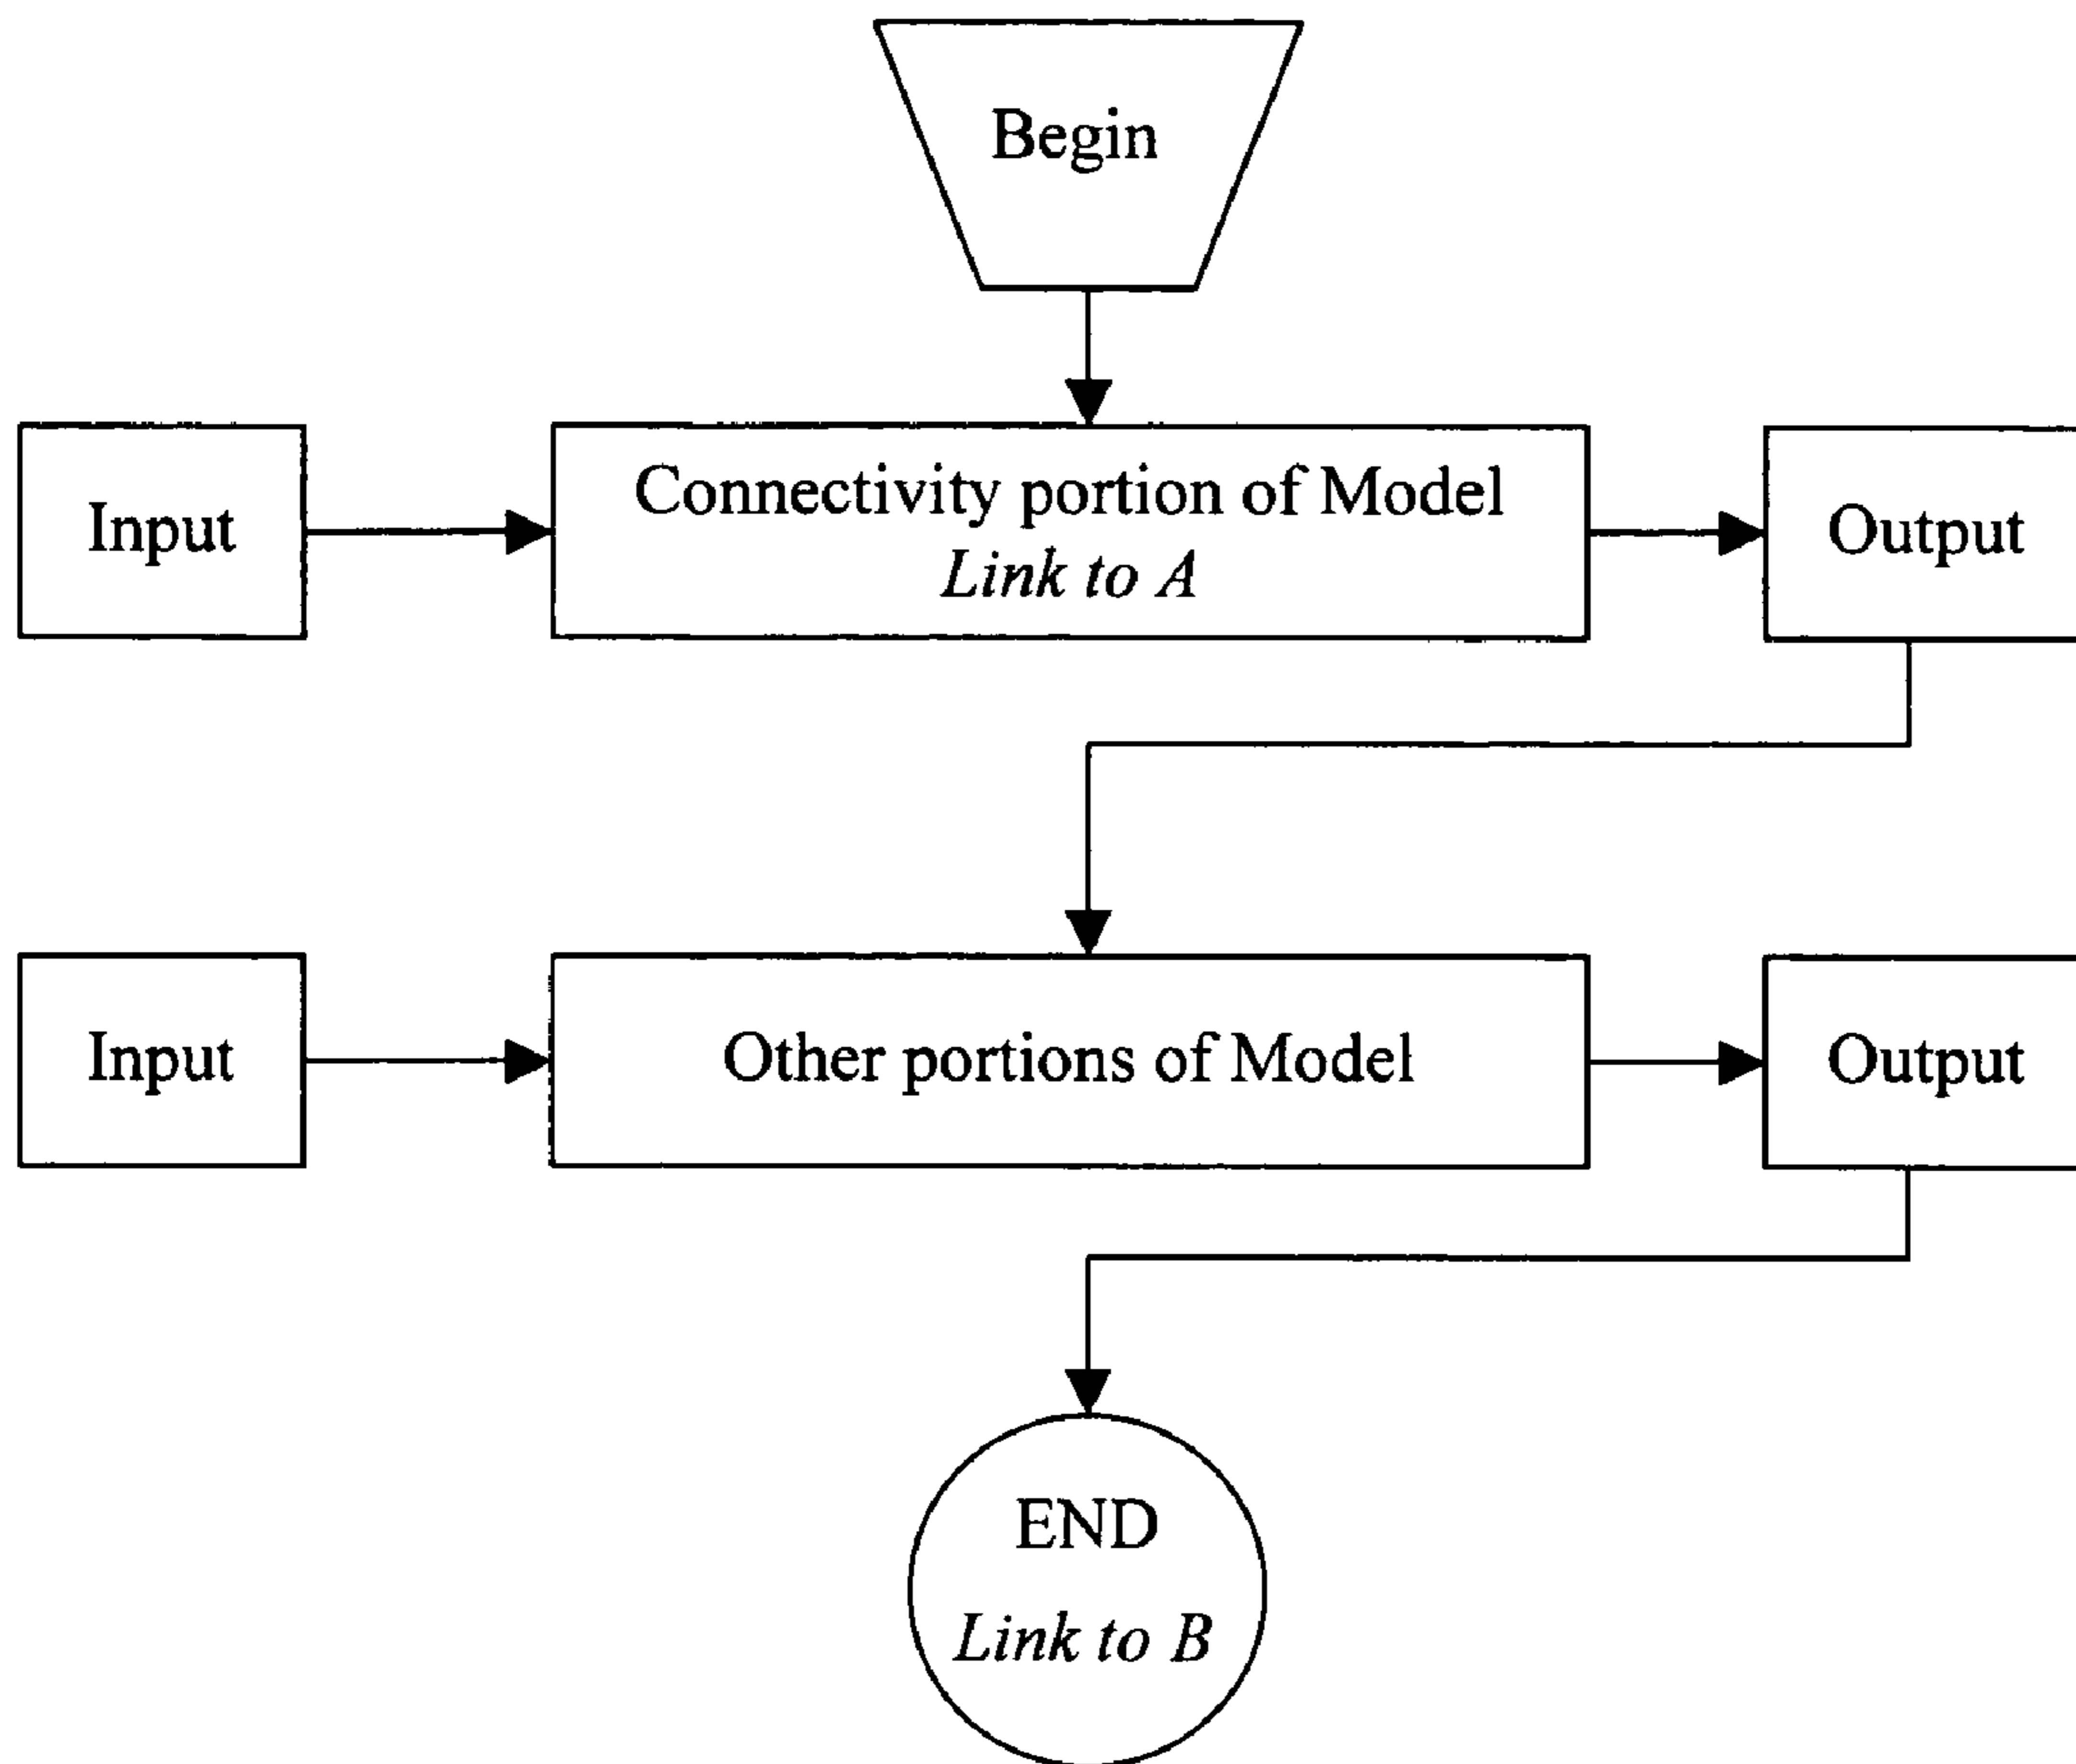 Begin
Input
Connectivity portion of Model
Link to A
Output
Input
Other portions of Model
Output
END
Link to B